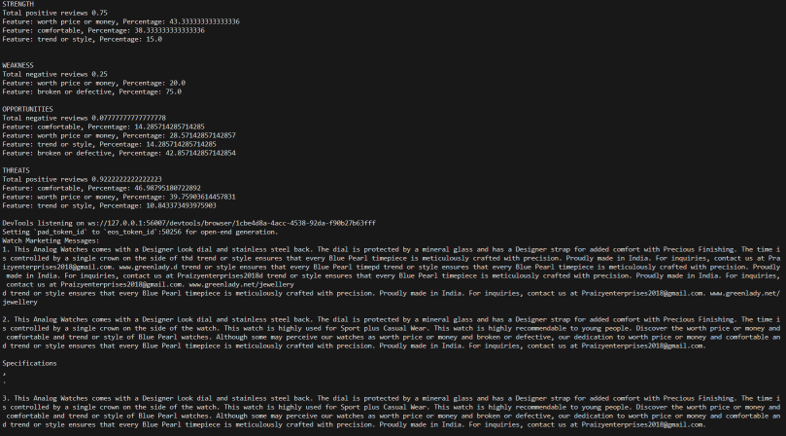 STRENGTH
Total positive reviews 0.75
Feature: worth price or money, Percentage: 43.333333333333336
Feature: comfortable, Percentage: 38.333333333333336
Feature: trend or style, Percentage: 15.0
WEAKNESS
Total negative reviews 0.25
Feature: worth price or money, Percentage: 20.0
Feature: broken or defective, Percentage: 75.0
OPPORTUNITIES
Total negative reviews 0.0777777777777778
Feature: comfortable, Percentage: 14.285714285714285
Feature: worth price or money, Percentage: 28.57142857142857
Feature: trend or style, Percentage: 14.285714285714285
Feature: broken or defective, Percentage: 42.857142857142854
THREATS
Total positive reviews 0.9222222222222223
Feature: comfortable, Percentage: 46.98795180722892
Feature: worth price or money, Percentage: 39.75903614457831
Feature: trend or style, Percentage: 10.843373493975903
DevTools listening on ws://127.0.0.1:56007/devtools/browser/1cbe4d8a-4acc-4538-92da-f90b27b63fff
Setting `pad_token_id` to `eos_token_id`:50256 for open-end generation.
Watch Marketing Messages:
1. This Analog Watches comes with a Designer Look dial and stainless steel back. The dial is protected by a mineral glass and has a Designer strap for added comfort with Precious Finishing. The time i
s controlled by a single crown on the side of thd trend or style ensures that every Blue Pearl timepiece is meticulously crafted with precision. Proudly made in India. For inquiries, contact us at Pra
izyenterprises2018@gmail.com. www.greenlady.d trend or style ensures that every Blue Pearl timepd trend or style ensures that every Blue Pearl timepiece is meticulously crafted with precision. Proudly
made in India. For inquiries, contact us at Praizyenterprises2018d trend or style ensures that every Blue Pearl timepiece is meticulously crafted with precision. Proudly made in India. For inquiries,
contact us at Praizyenterprises2018@gmail.com. www.greenlady.net/jewellery
d trend or style ensures that every Blue Pearl timepiece is meticulously crafted with precision. Proudly made in India. For inquiries, contact us at Praizyenterprises2018@gmail.com. www.greenlady.net/
jewellery
2. This Analog Watches comes with a Designer Look dial and stainless steel back. The dial is protected by a mineral glass and has a Designer strap for added comfort with Precious Finishing. The time i
s controlled by a single crown on the side of the watch. This watch is highly used for Sport plus Casual Wear. This watch is highly recommendable to young people. Discover the worth price or money and
comfortable and trend or style of Blue Pearl watches. Although some may perceive our watches as worth price or money and broken or defective, our dedication to worth price or money and comfortable an
d trend or style ensures that every Blue Pearl timepiece is meticulously crafted with precision. Proudly made in India. For inquiries, contact us at Praizyenterprises2018@gmail.com.
Specifications
,
.
3. This Analog Watches comes with a Designer Look dial and stainless steel back. The dial is protected by a mineral glass and has a Designer strap for added comfort with Precious Finishing. The time i
s controlled by a single crown on the side of the watch. This watch is highly used for Sport plus Casual Wear. This watch is highly recommendable to young people. Discover the worth price or money and
comfortable and trend or style of Blue Pearl watches. Although some may perceive our watches as worth price or money and broken or defective, our dedication to worth price or money and comfortable an
d trend or style ensures that every Blue Pearl timepiece is meticulously crafted with precision. Proudly made in India. For inquiries, contact us at Praizyenterprises2018@gmail.com.